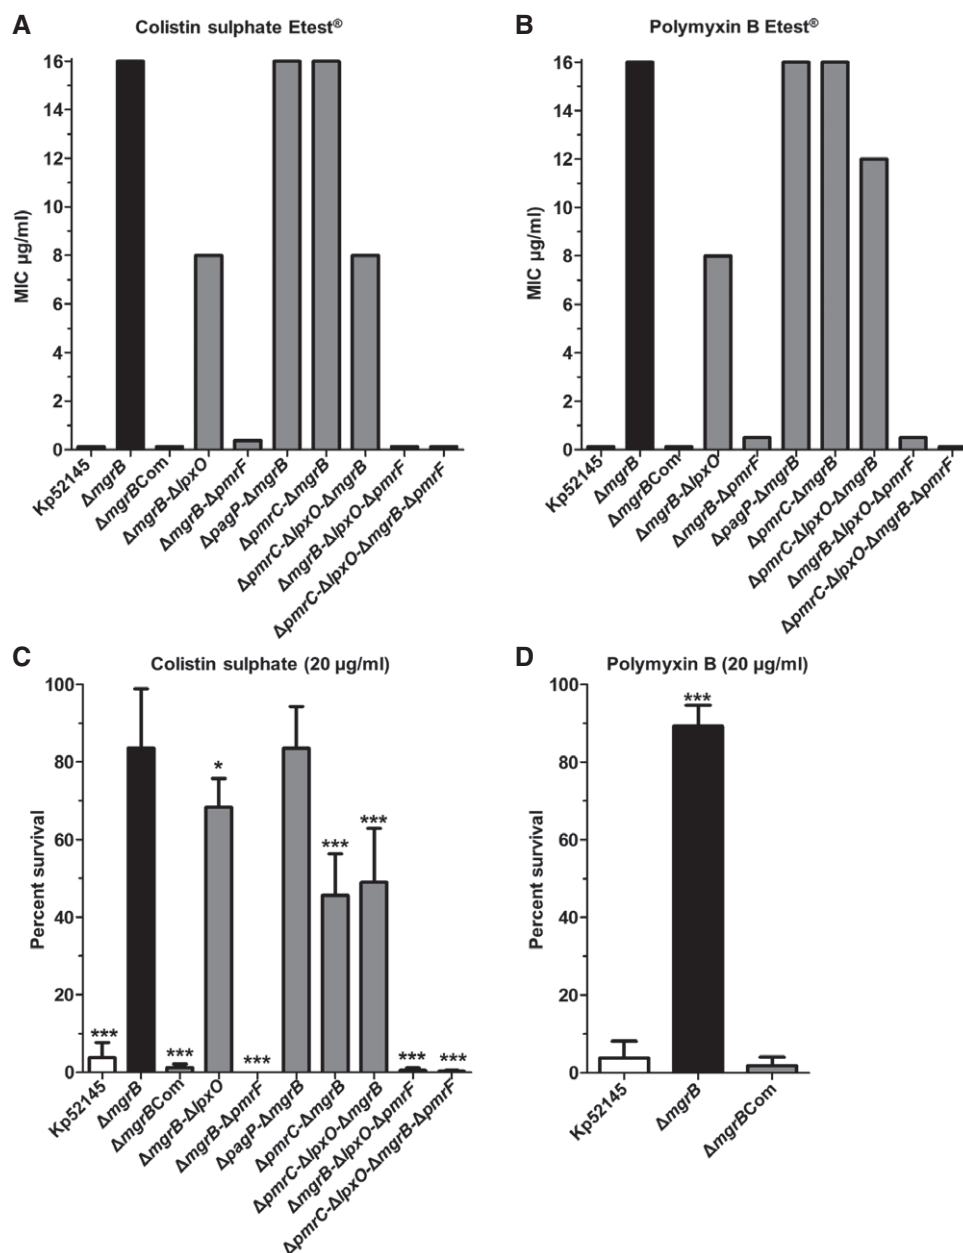 A
Colistin sulphate Etest®
MIC µg/ml)
16
14
12
10
8
6
4
2
0
Kp52145
ΔmgrB
ΔmgrBCom
ΔmgrB-ΔlpxO
ΔmgrB-ΔpmrF
ΔpagP-ΔmgrB
ΔpmrC-ΔmgrB
ΔpmrC-ΔlpxO-ΔmgrB
ΔmgrB-ΔlpxO-ΔpmrF
ΔpmrC-ΔlpxO-ΔmgrB-ΔpmrF
B
Polymyxin B Etest®
MIC µg/ml)
16
14
12
10
8
6
4
2
0
Kp52145
ΔmgrB
ΔmgrBCom
ΔmgrB-ΔlpxO
ΔmgrB-ΔpmrF
ΔpagP-ΔmgrB
ΔpmrC-ΔmgrB
ΔpmrC-ΔlpxO-ΔmgrB
ΔmgrB-ΔlpxO-ΔpmrF
ΔpmrC-ΔlpxO-ΔmgrB-ΔpmrF
C
Colistin sulphate (20 µg/ml)
Percent survival
100
80
60
40
20
0
***
***
*
***
***
***
***
***
Kp52145
ΔmgrB
ΔmgrBCom
ΔmgrB-ΔlpxO
ΔmgrB-ΔpmrF
ΔpagP-ΔmgrB
ΔpmrC-ΔmgrB
ΔpmrC-ΔlpxO-ΔmgrB
ΔmgrB-ΔlpxO-ΔpmrF
ΔpmrC-ΔlpxO-ΔmgrB-ΔpmrF
D
Polymyxin B (20 µg/ml)
Percent survival
100
80
60
40
20
0
***
Kp52145
ΔmgrB
ΔmgrBCom